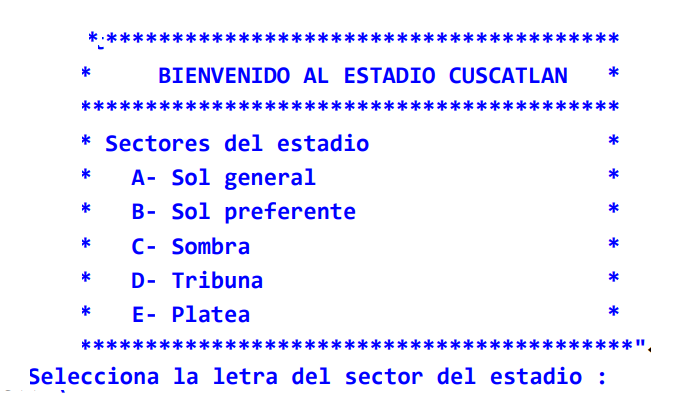 *****************************************
*     BIENVENIDO AL ESTADIO CUSCATLAN   *
*****************************************
* Sectores del estadio                  *
*   A- Sol general                      *
*   B- Sol preferente                   *
*   C- Sombra                           *
*   D- Tribuna                          *
*   E- Platea                           *
******************************************"
Selecciona la letra del sector del estadio :